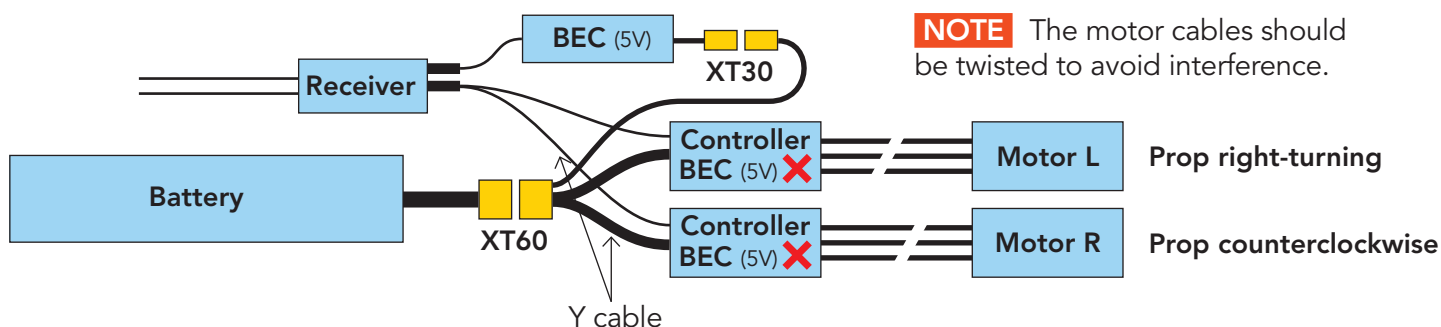 BEC (5V)
XT30
NOTE The motor cables should
be twisted to avoid interference.
Receiver
Battery
XT60
Controller
BEC (5V)
Motor L
Prop right-turning
Controller
BEC (5V)
Motor R
Prop counterclockwise
Y cable